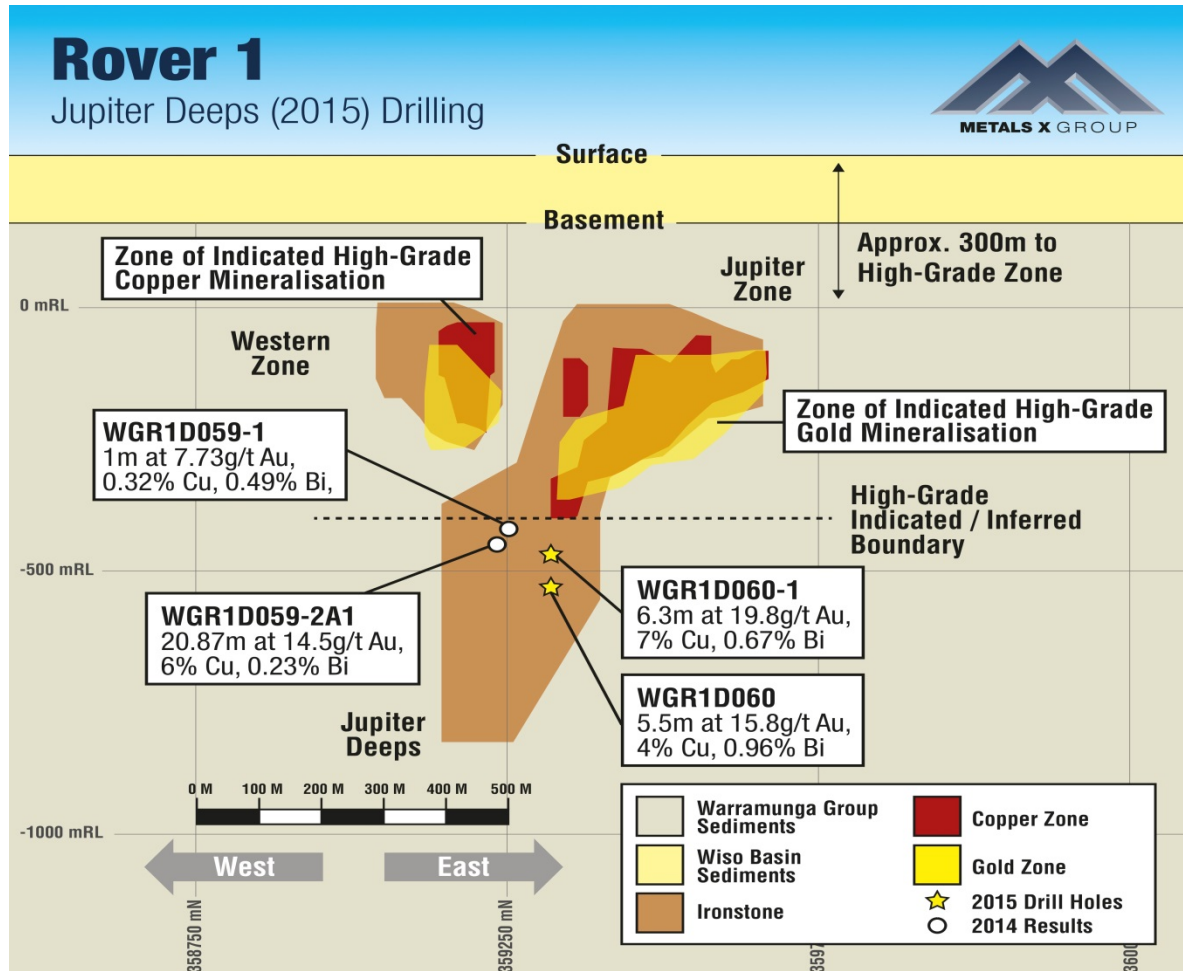 Rover 1
Jupiter Deeps (2015) Drilling
METALS X GROUP
Surface
Basement
Zone of Indicated High-Grade
Copper Mineralisation
Jupiter
Zone
Approx. 300m to
High-Grade Zone
0 mRL
Western
Zone
WGR1D059-1
1m at 7.73g/t Au,
0.32% Cu, 0.49% Bi,
Zone of Indicated High-Grade
Gold Mineralisation
High-Grade
Indicated / Inferred
Boundary
-500 mRL
WGR1D059-2A1
20.87m at 14.5g/t Au,
6% Cu, 0.23% Bi
WGR1D060-1
6.3m at 19.8g/t Au,
7% Cu, 0.67% Bi
WGR1D060
5.5m at 15.8g/t Au,
4% Cu, 0.96% Bi
Jupiter
Deeps
0 M 100 M 200 M 300 M 400 M 500 M
-1000 mRL
West
East
Warramunga Group
Sediments
Wiso Basin
Sediments
Ironstone
Copper Zone
Gold Zone
2015 Drill Holes
2014 Results
358750 mN
359250 mN